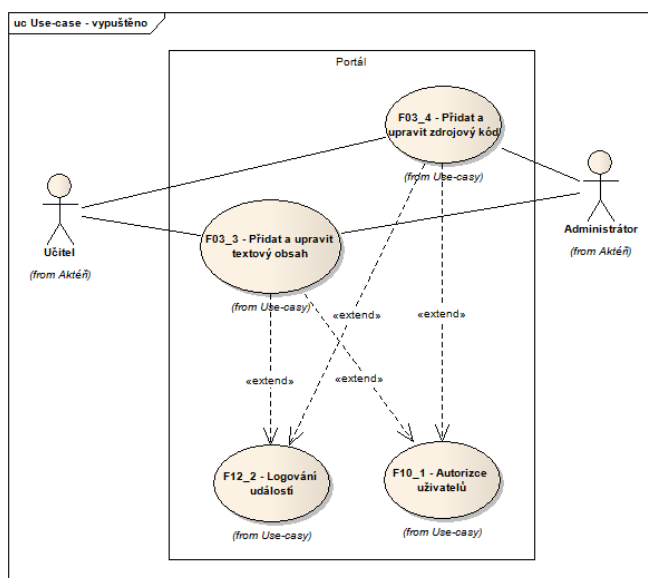 uc Use-case - vypuštěno
Portál
F03_4 - Přidat a
upravit zdrojový kód
(from Use-casy)
Učitel
(from Aktéři)
Administrátor
(from Aktéři)
F03_3 - Přidat a upravit
textový obsah
(from Use-casy)
«extend»
«extend»
«extend»
«extend»
F12_2 - Logování
událostí
(from Use-casy)
F10_1 - Autorizce
uživatelů
(from Use-casy)